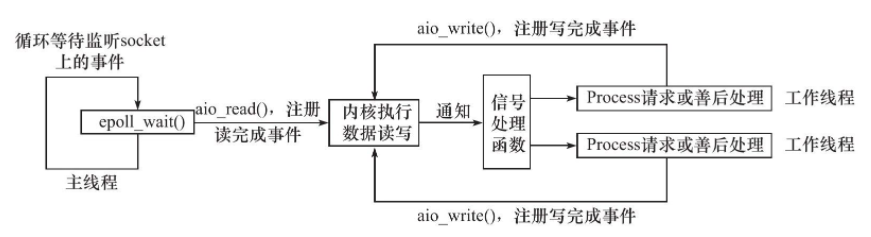 aio_write(),注册写完成事件
循环等待监听socket
上的事件
epoll_wait()
主线程
aio_read(),注册
读完成事件
内核执行
数据读写
通知
信号
处理
函数
Process请求或善后处理
工作线程
Process请求或善后处理
工作线程
aio_write(),注册写完成事件